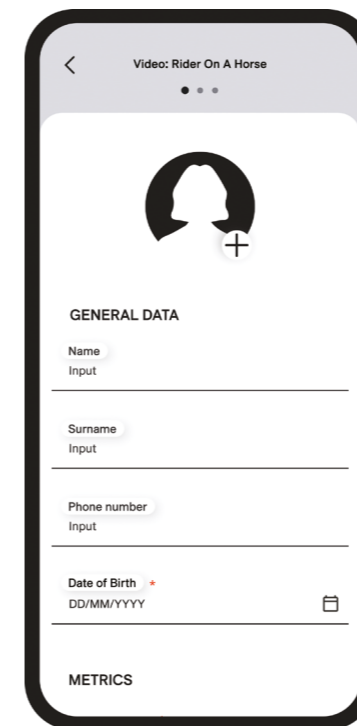 Video: Rider On A Horse
GENERAL DATA
Name
Input
Surname
Input
Phone number
Input
Date of Birth *
DD/MM/YYYY
METRICS